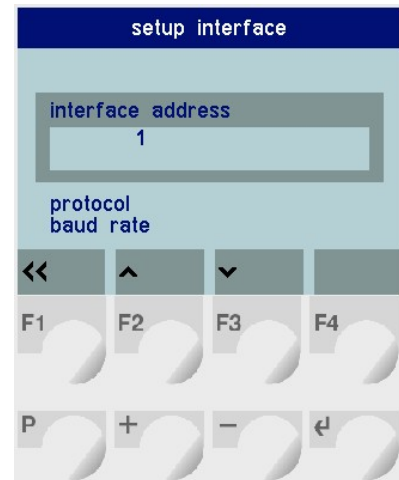 setup interface
interface address
1
protocol
baud rate
<< ^ v
F1 F2 F3 F4
P + - ↵